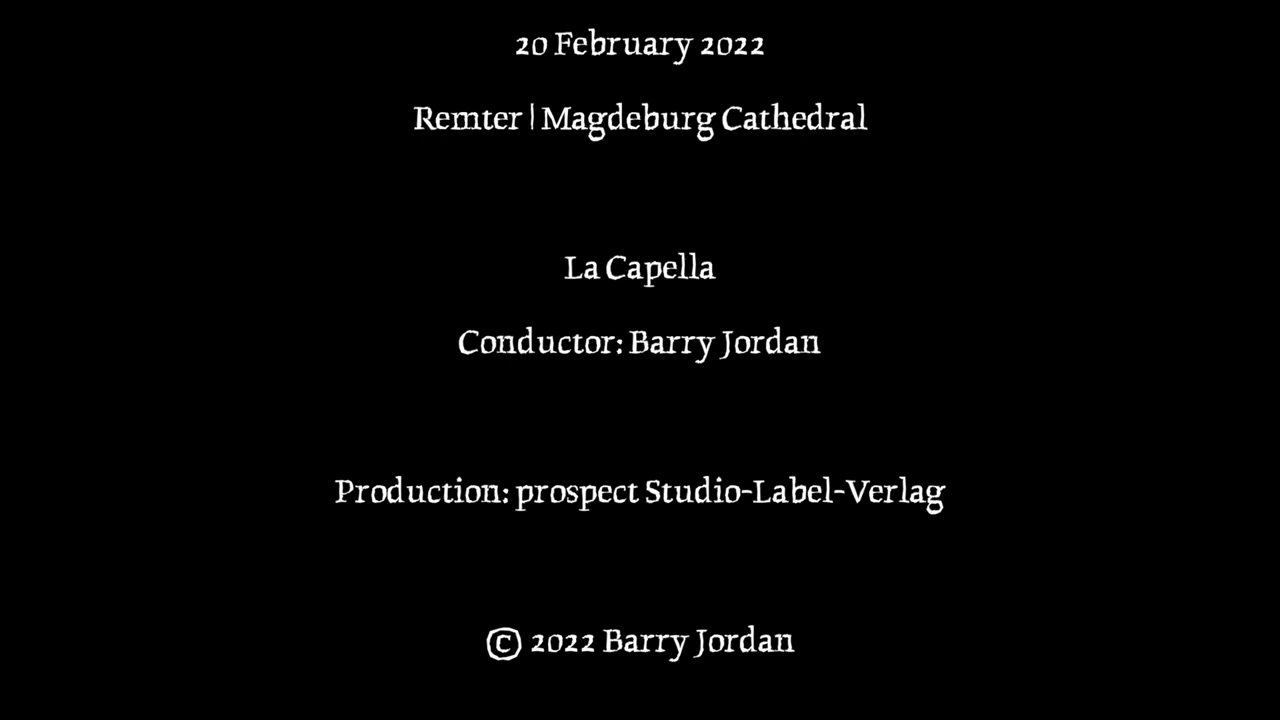 20 February 2022
Remter | Magdeburg Cathedral
La Capella
Conductor: Barry Jordan
Production: prospect Studio-Label-Verlag
© 2022 Barry Jordan